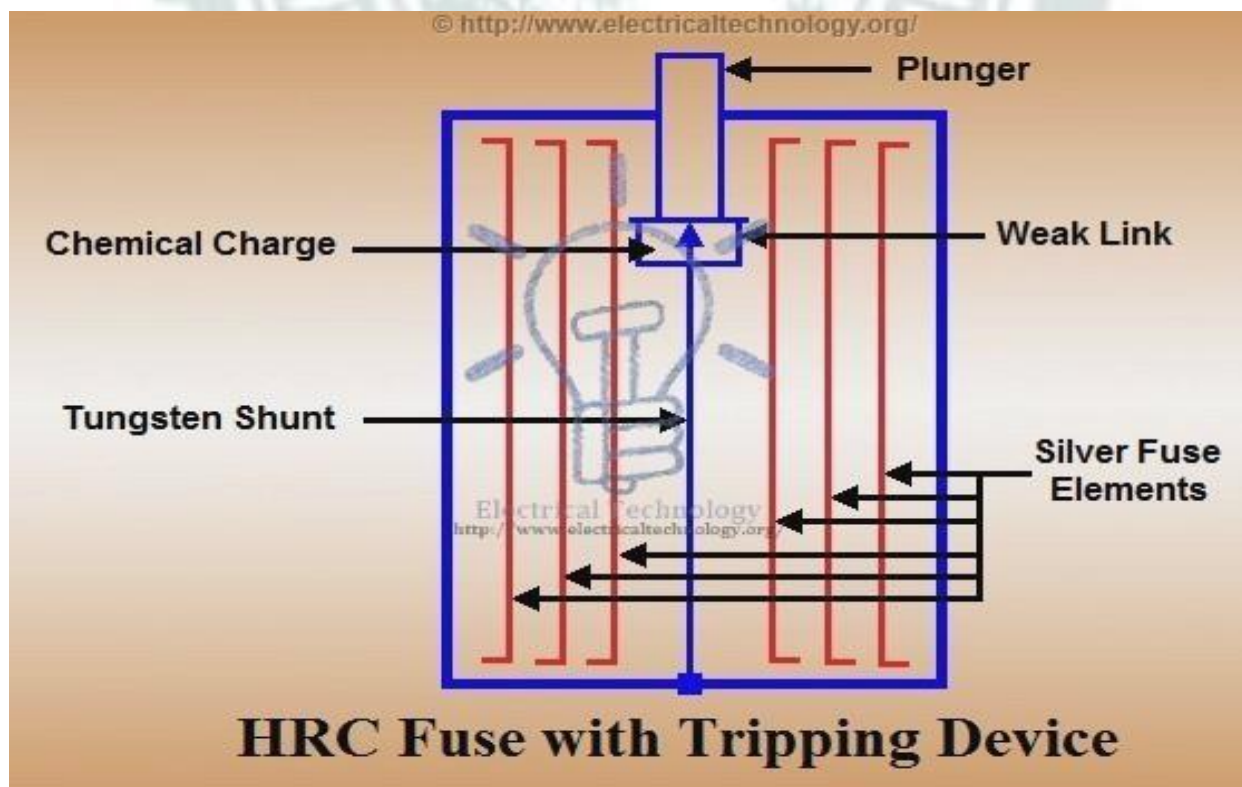 © http://www.electricaltechnology.org/
Plunger
Chemical Charge
Weak Link
Tungsten Shunt
Silver Fuse
Elements
Electrical Technology
http://www.electricaltechnology.org/
HRC Fuse with Tripping Device